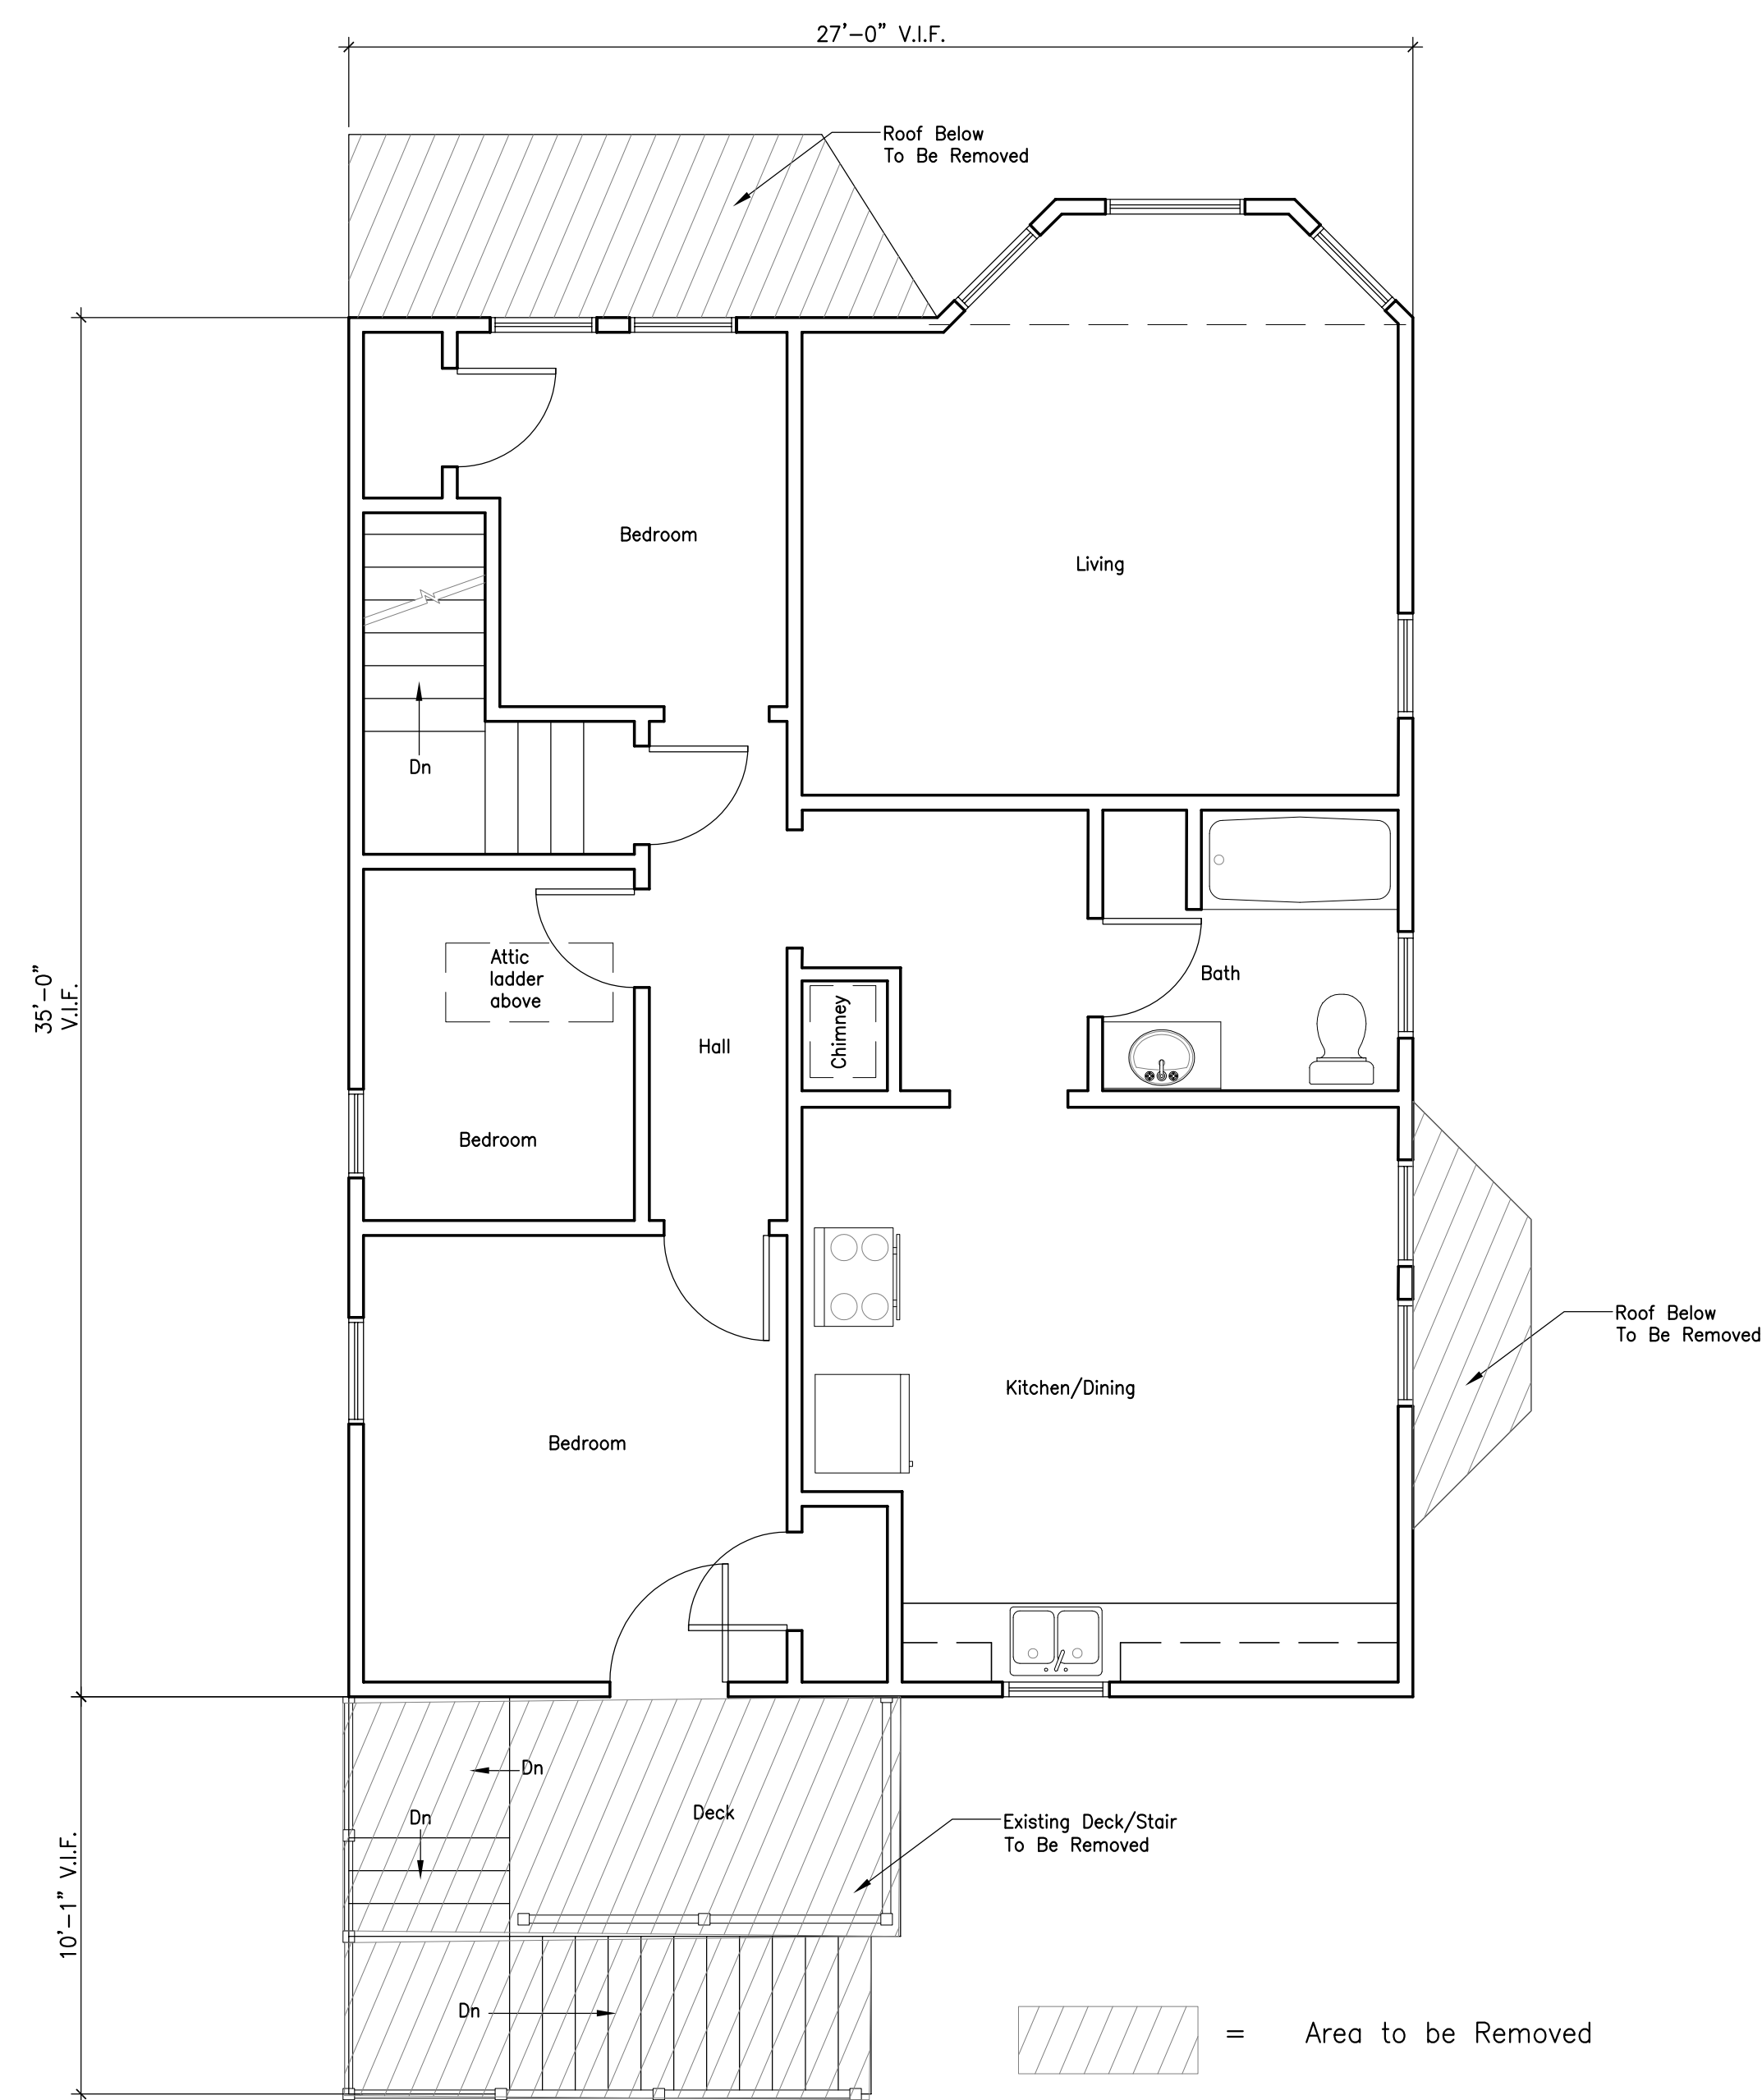 27'-0" V.I.F.
Roof Below
To Be Removed
Bedroom
Living
Dn
Attic
ladder
above
Bath
Chimney
Hall
35'-0"
V.I.F.
Bedroom
Roof Below
To Be Removed
Kitchen/Dining
Bedroom
Dn
Dn
Deck
Existing Deck/Stair
To Be Removed
10'-1" V.I.F.
Dn
= Area to be Removed